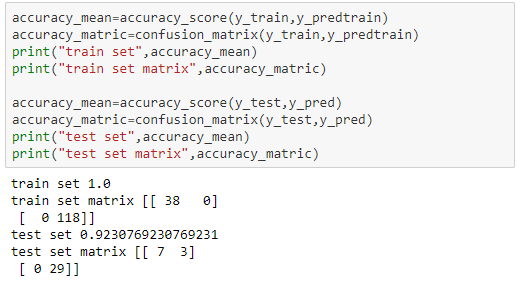 accuracy_mean=accuracy_score(y_train,y_predtrain)
accuracy_matric=confusion_matrix(y_train,y_predtrain)
print("train set",accuracy_mean)
print("train set matrix",accuracy_matric)

accuracy_mean=accuracy_score(y_test,y_pred)
accuracy_matric=confusion_matrix(y_test,y_pred)
print("test set",accuracy_mean)
print("test set matrix",accuracy_matric)

train set 1.0
train set matrix [[ 38   0]
 [  0 118]]
test set 0.9230769230769231
test set matrix [[ 7  3]
 [ 0 29]]